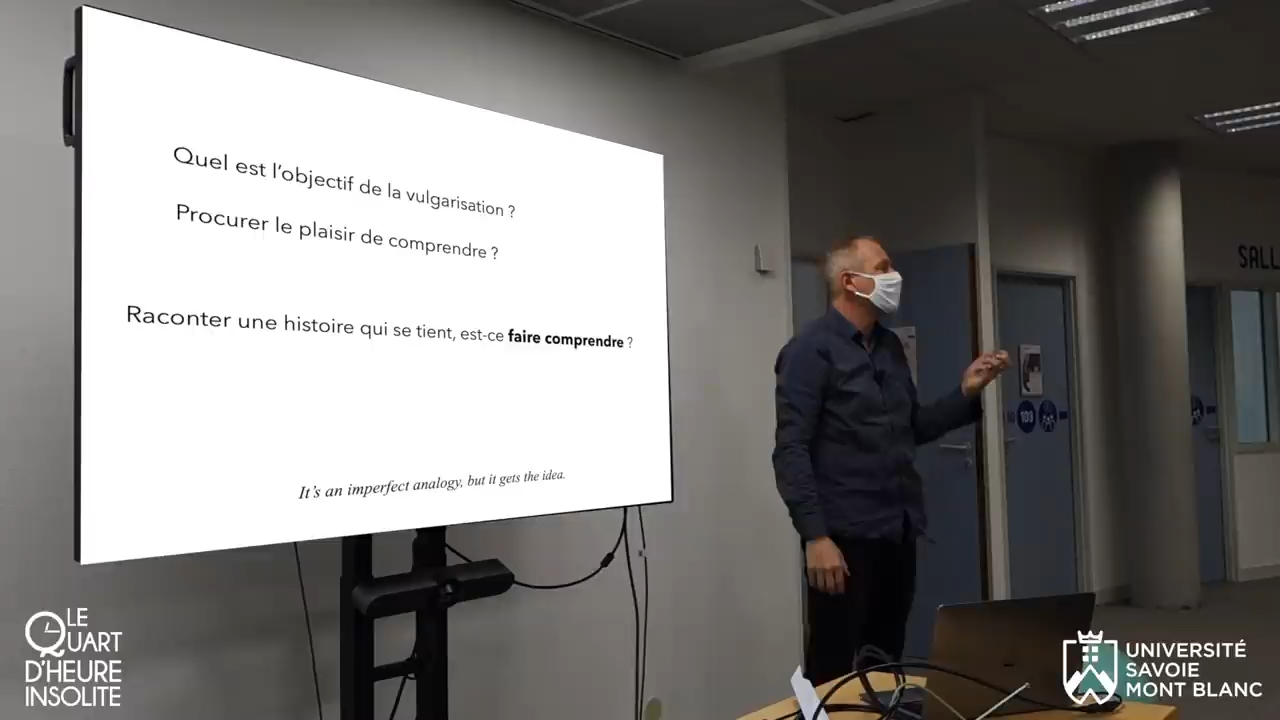 Quel est l'objectif de la vulgarisation ?
Procurer le plaisir de comprendre ?
Raconter une histoire qui se tient, est-ce faire comprendre ?
It's an imperfect analogy, but it gets the idea.
SALL
109
LE
QUART
D'HEURE
INSOLITE
UNIVERSITÉ
SAVOIE
MONT BLANC